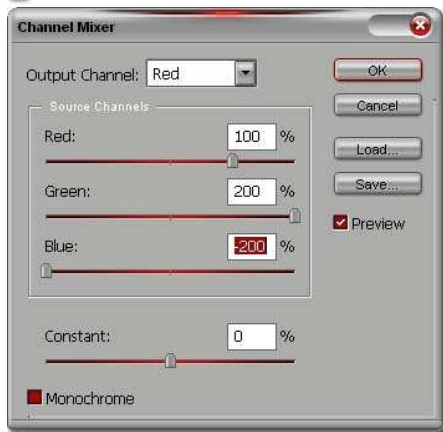 Channel Mixer
Output Channel: Red
OK
Source Channels
Cancel
Red: 100 %
Load...
Green: 200 %
Save...
Preview
Blue: -200 %
Constant: 0 %
Monochrome